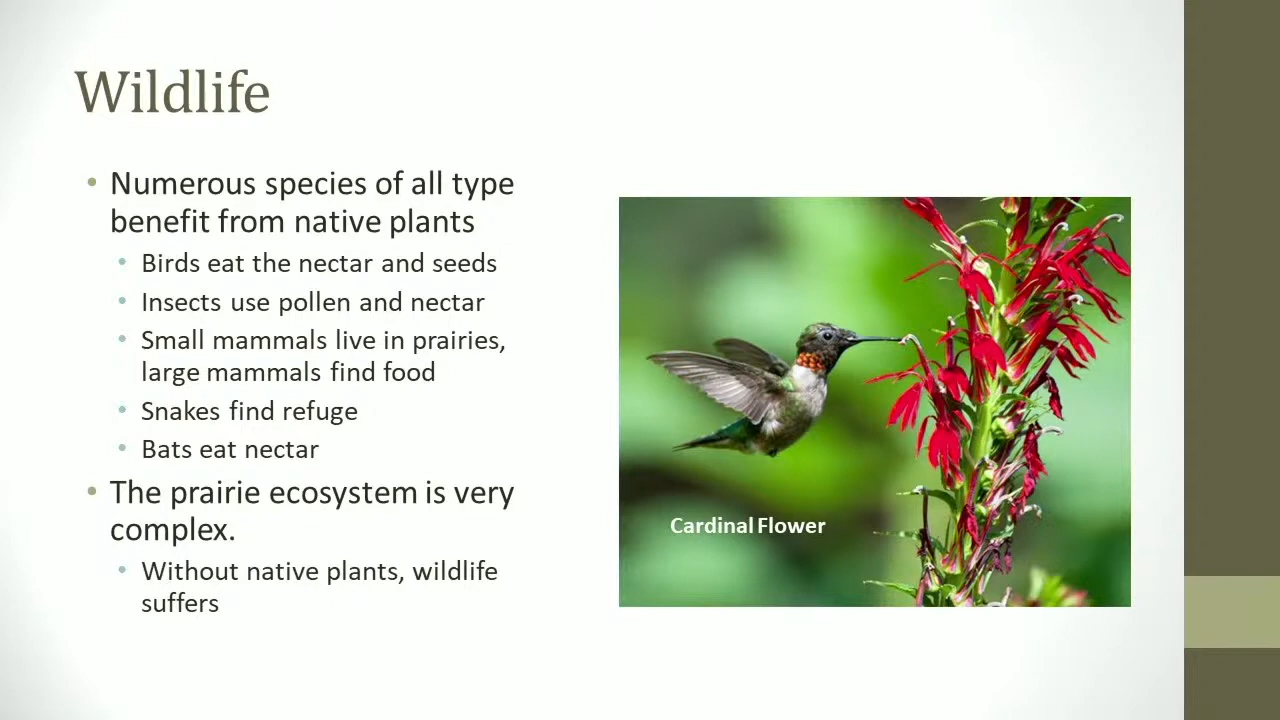 Wildlife
• Numerous species of all type
benefit from native plants
• Birds eat the nectar and seeds
• Insects use pollen and nectar
• Small mammals live in prairies,
large mammals find food
• Snakes find refuge
• Bats eat nectar
• The prairie ecosystem is very
complex.
• Without native plants, wildlife
suffers
Cardinal Flower